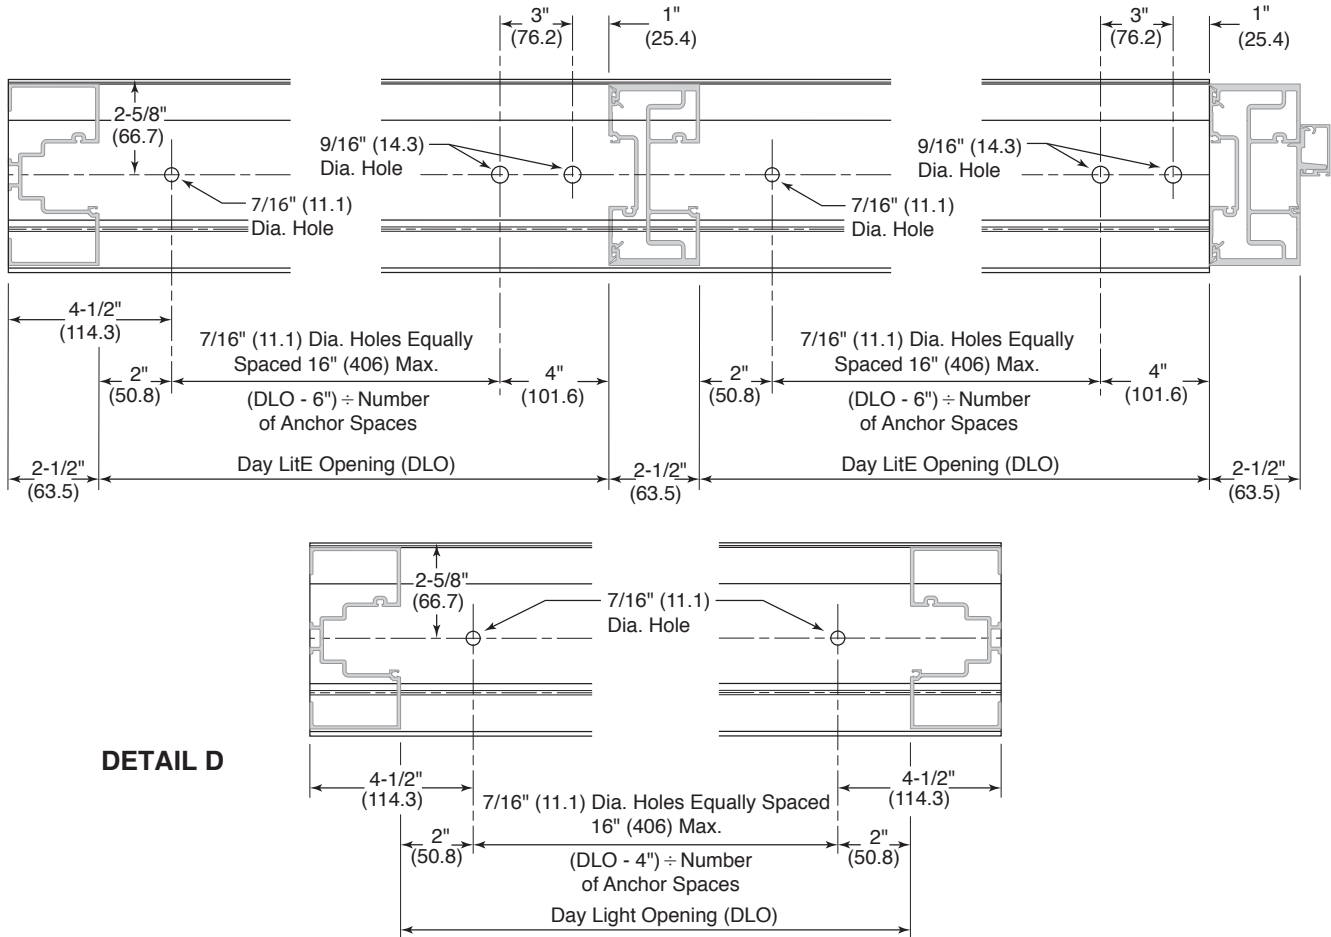 3" 1" 3" 1"
(76.2) (25.4) (76.2) (25.4)
2-5/8"
(66.7)
9/16" (14.3)
Dia. Hole
9/16" (14.3)
Dia. Hole
7/16" (11.1)
Dia. Hole
7/16" (11.1)
Dia. Hole
4-1/2"
(114.3)
7/16" (11.1) Dia. Holes Equally
Spaced 16" (406) Max.
7/16" (11.1) Dia. Holes Equally
Spaced 16" (406) Max.
2" 4" 2" 4"
(50.8) (101.6) (50.8) (101.6)
(DLO - 6") ÷ Number
of Anchor Spaces
(DLO - 6") ÷ Number
of Anchor Spaces
2-1/2" Day LitE Opening (DLO) 2-1/2" Day LitE Opening (DLO) 2-1/2"
(63.5) (63.5) (63.5)
2-5/8"
(66.7)
7/16" (11.1)
Dia. Hole
DETAIL D
4-1/2" 4-1/2"
(114.3) (114.3)
7/16" (11.1) Dia. Holes Equally Spaced
16" (406) Max.
2" 2"
(50.8) (50.8)
(DLO - 4") ÷ Number
of Anchor Spaces
Day Light Opening (DLO)